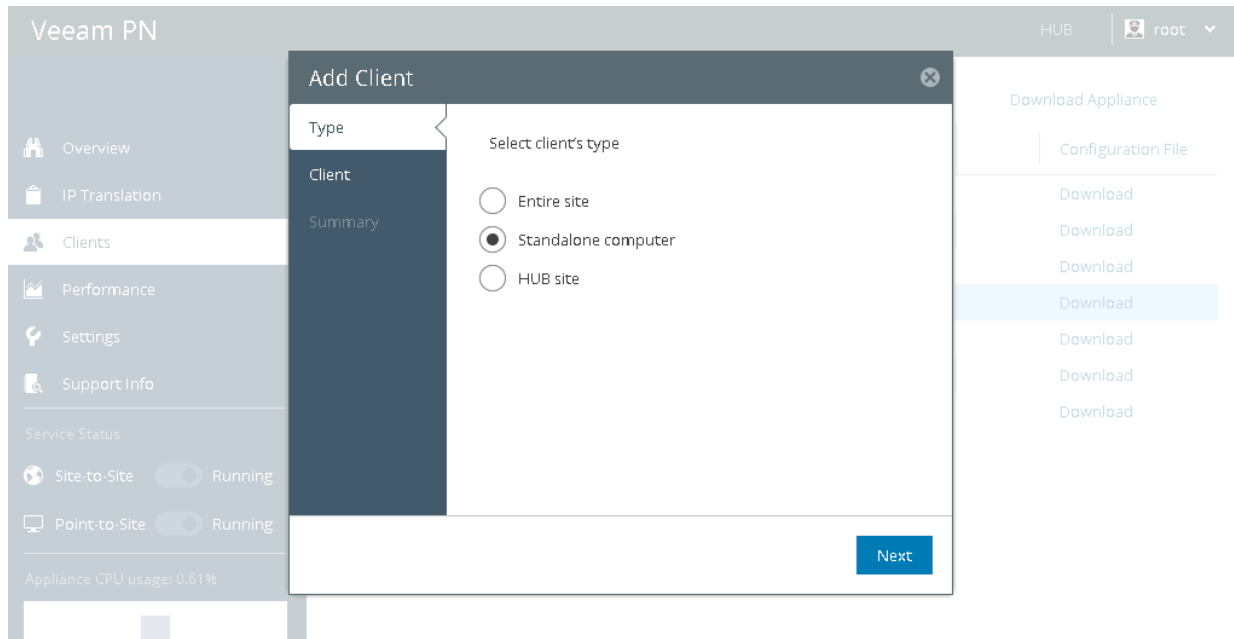 Veeam PN
HUB
root
Add Client
Download Appliance
Type
Select client's type
Configuration File
Overview
Client
Entire site
IP Translation
Download
Summary
Standalone computer
Download
Clients
HUB site
Download
Performance
Download
Settings
Download
Support Info
Download
Download
Service Status
Site-to-Site
Running
Point-to-Site
Running
Next
Appliance CPU usage: 0.61%